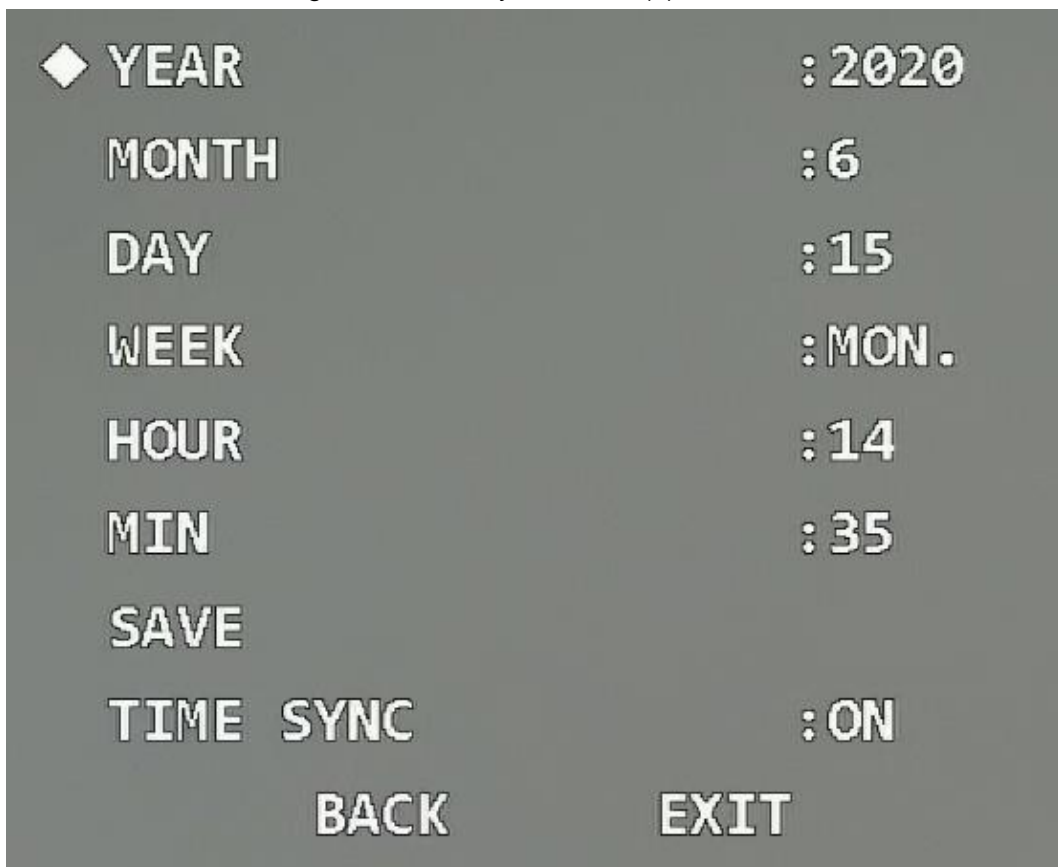 YEAR :2020
MONTH :6
DAY :15
WEEK :MON.
HOUR :14
MIN :35
SAVE
TIME SYNC :ON
BACK EXIT